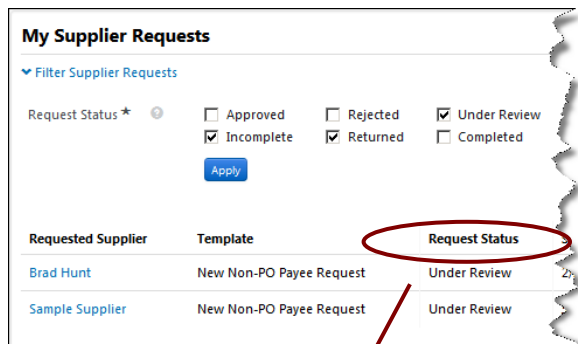 My Supplier Requests
Filter Supplier Requests
Request Status * ? Approved Rejected Under Review
Incomplete Returned Completed
Apply
Requested Supplier Template Request Status
Brad Hunt New Non-PO Payee Request Under Review
Sample Supplier New Non-PO Payee Request Under Review